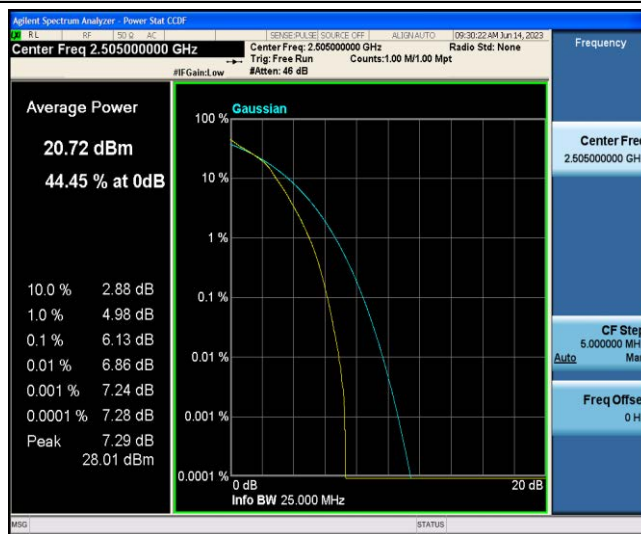 Agilent Spectrum Analyzer - Power Stat CCDF
RL RF 50 Ω AC SENSE:PULSE SOURCE OFF ALIGN AUTO 09:30:22 AM Jun 14, 2023
Center Freq 2.505000000 GHz
Center Freq: 2.505000000 GHz Radio Std: None
Trig: Free Run Counts:1.00 M/1.00 Mpt
#IFGain:Low #Atten: 46 dB
Frequency
Average Power
20.72 dBm
44.45 % at 0dB
10.0 % 2.88 dB
1.0 % 4.98 dB
0.1 % 6.13 dB
0.01 % 6.86 dB
0.001 % 7.24 dB
0.0001 % 7.28 dB
Peak 7.29 dB
28.01 dBm
Gaussian
100 %
10 %
1 %
0.1 %
0.01 %
0.001 %
0.0001 %
0 dB 20 dB
Info BW 25.000 MHz
Center Fre
2.505000000 GH
CF Step
5.000000 MH
Auto Ma
Freq Offse
0 H
MSG STATUS